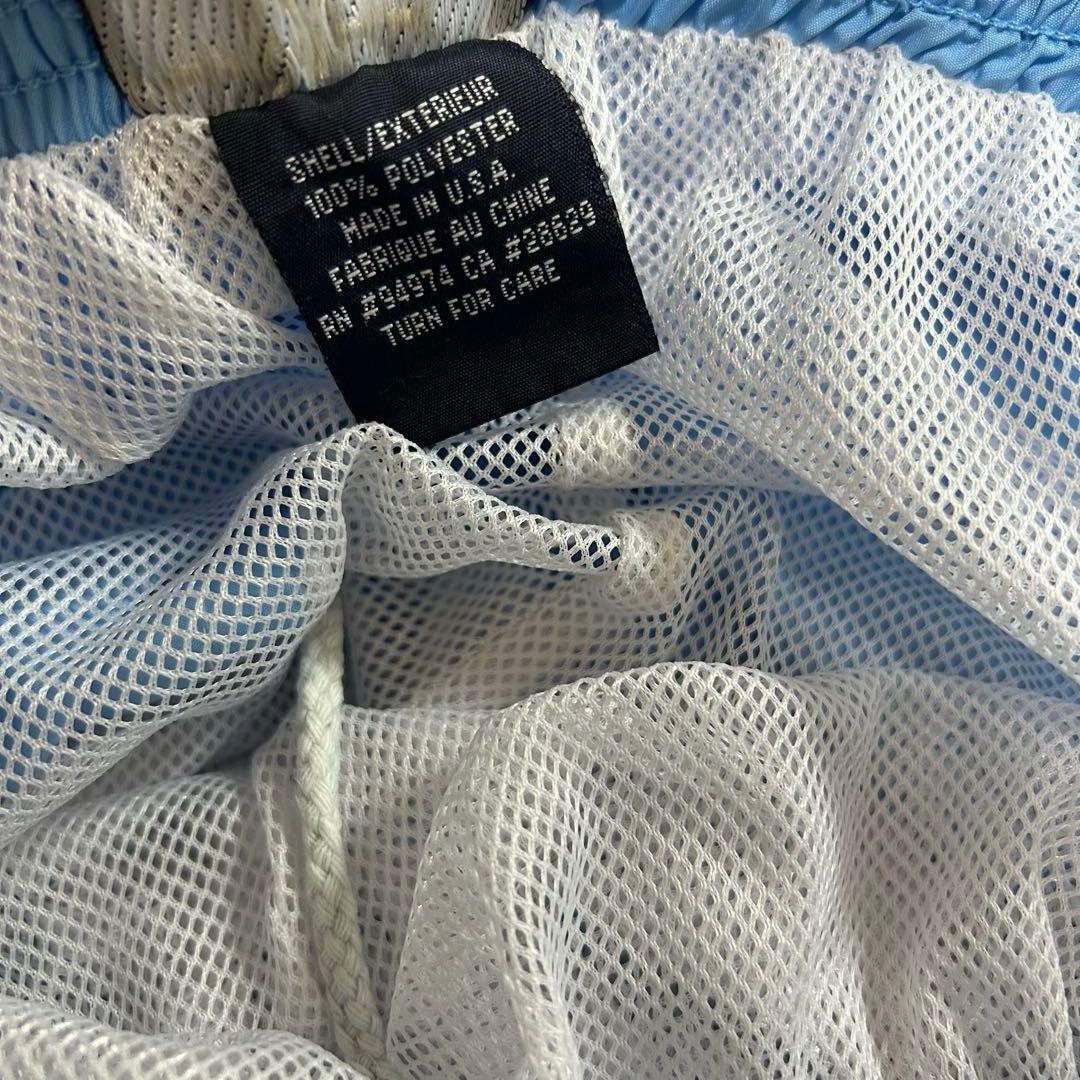 SHELL/EXTERIEUR
100% POLYESTER
MADE IN U.S.A.
FABRIQUE AU CHINE
RN #94974 CA #28629
TURN FOR CARE